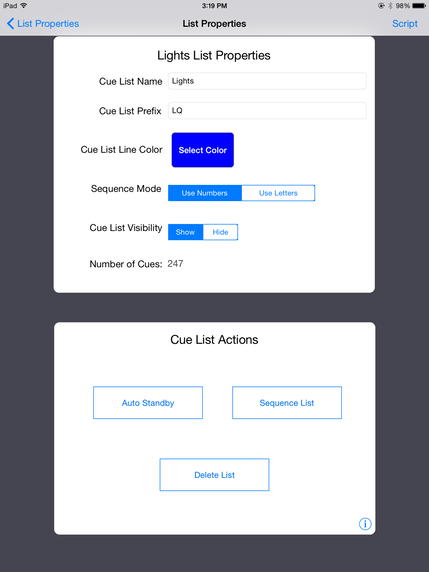 iPad 3:19 PM 98%
List Properties List Properties Script
Lights List Properties
Cue List Name Lights
Cue List Prefix LQ
Cue List Line Color Select Color
Sequence Mode Use Numbers Use Letters
Cue List Visibility Show Hide
Number of Cues: 247
Cue List Actions
Auto Standby Sequence List
Delete List